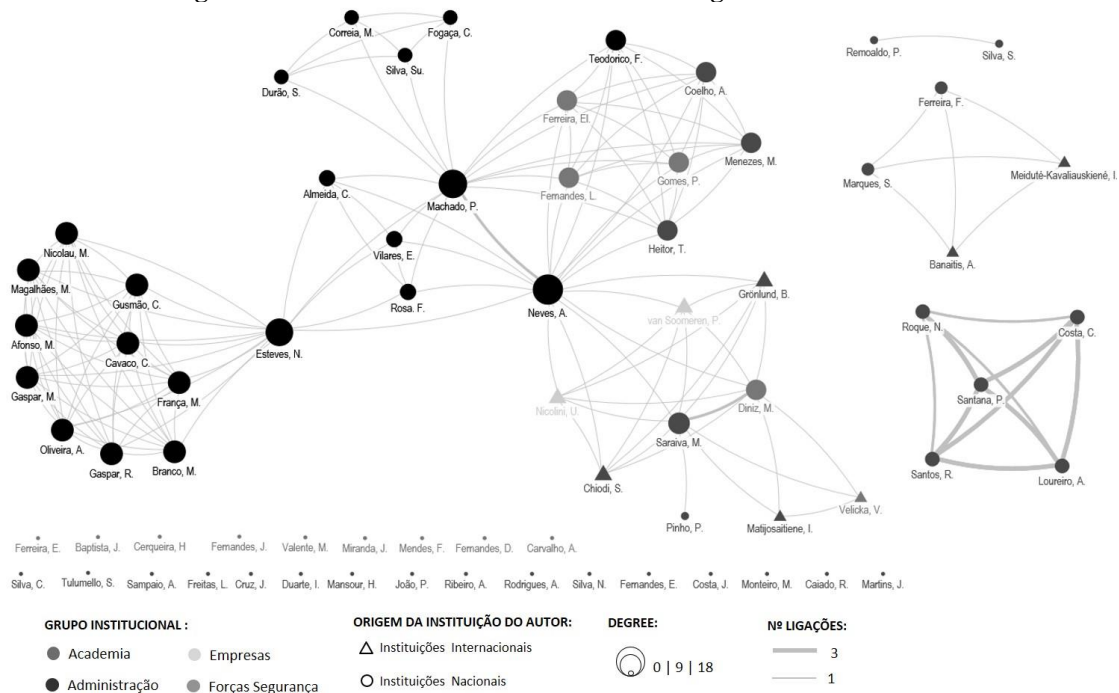 Correia, M.
Fogaça, C.
Silva, Su.
Durão, S.
Teodorico, F.
Coelho, A.
Ferreira, El.
Menezes, M.
Gomes, P.
Fernandes, L.
Heitor, T.
Machado, P.
Almeida, C.
Vilares, E.
Rosa. F.
Neves, A.
Esteves, N.
Nicolau, M.
Magalhães, M.
Gusmão, C.
Afonso, M.
Cavaco, C.
Gaspar, M.
França, M.
Oliveira, A.
Gaspar, R.
Branco, M.
Grönlund, B.
van Soomeren, P.
Nicolini, U.
Diniz, M.
Saraiva, M.
Chiodi, S.
Pinho, P.
Matijosaitiene, I.
Velicka, V.
Remoaldo, P.
Silva, S.
Ferreira, F.
Marques, S.
Meidutė-Kavaliauskienė, I.
Banaitis, A.
Roque, N.
Costa, C.
Santana, P.
Santos, R.
Loureiro, A.
Ferreira, E. Baptista, J. Cerqueira, H Fernandes, J. Valente, M. Miranda, J. Mendes, F. Fernandes, D. Carvalho, A.
Silva, C. Tulumello, S. Sampaio, A. Freitas, L. Cruz, J. Duarte, I. Mansour, H. João, P. Ribeiro, A. Rodrigues, A. Silva, N. Fernandes, E. Costa, J. Monteiro, M. Caiado, R. Martins, J.
GRUPO INSTITUCIONAL :
Academia
Empresas
Administração
Forças Segurança
ORIGEM DA INSTITUIÇÃO DO AUTOR:
Instituições Internacionais
Instituições Nacionais
DEGREE:
0 | 9 | 18
Nº LIGAÇÕES:
3
1